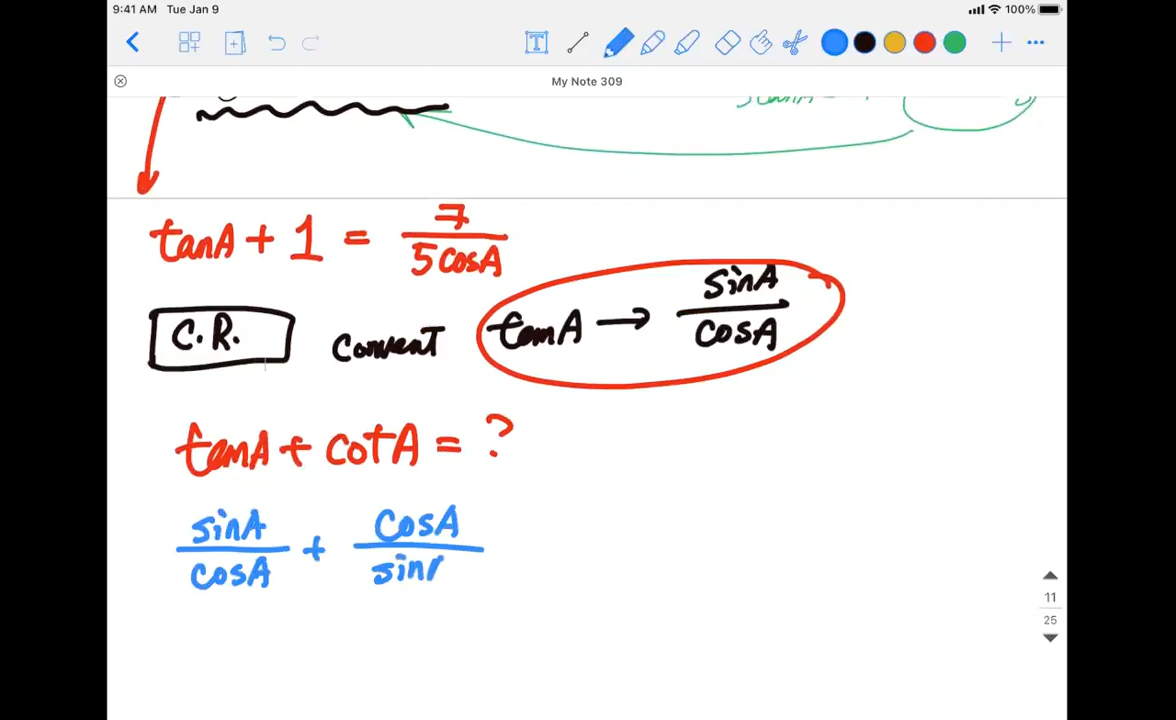 9:41 AM Tue Jan 9 100%
T
My Note 309
tanA + 1 = 7/5cosA
C.R. convert tanA → sinA/cosA
tanA + cotA = ?
sinA/cosA + cosA/sin
11
25